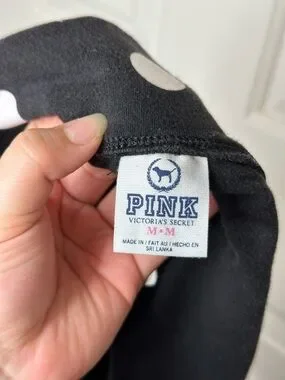 PINK
VICTORIA'S SECRET
M • M
MADE IN / FAIT AU / HECHO EN
SRI LANKA